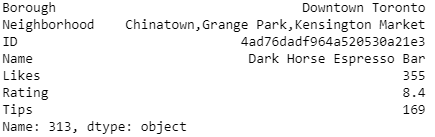 Borough Downtown Toronto
Neighborhood Chinatown,Grange Park,Kensington Market
ID 4ad76dadf964a520530a21e3
Name Dark Horse Espresso Bar
Likes 355
Rating 8.4
Tips 169
Name: 313, dtype: object